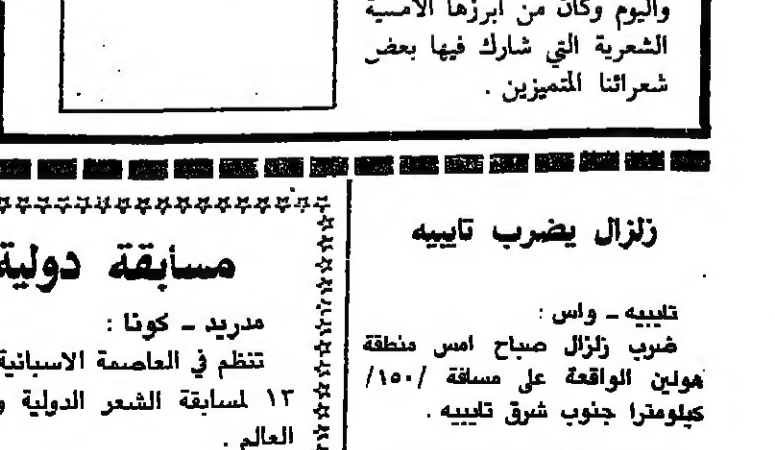 واليوم وكان من ابرزها الامسية
الشعرية التي شارك فيها بعض
شعرائنا المتميزين .
زلزال يضرب تايبيه
تايبيه ـ واس :
ضرب زلزال صباح امس منطقة
هولين الواقعة على مسافة /١٥٠/
كيلومترا جنوب شرق تايبيه .
مسابقة دولية
مدريد ـ كونا :
تنظم في العاصمة الاسبانية
١٣ لمسابقة الشعر الدولية و
العالم .